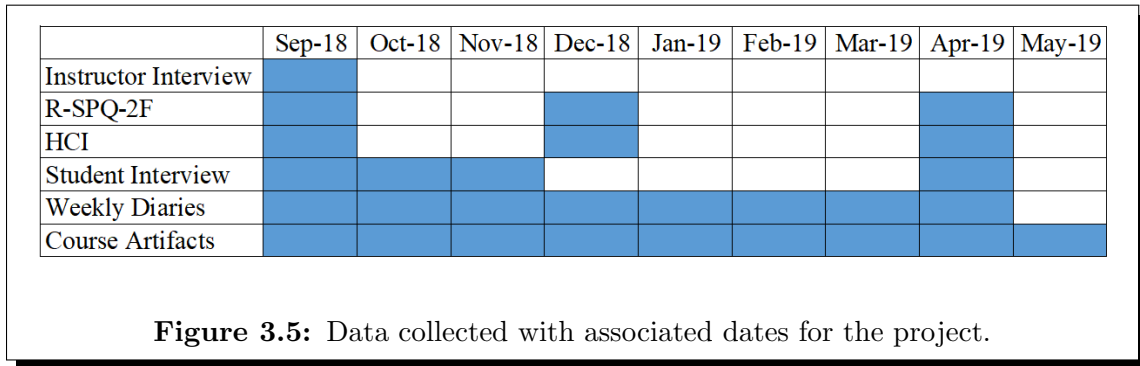 Sep-18 Oct-18 Nov-18 Dec-18 Jan-19 Feb-19 Mar-19 Apr-19 May-19
Instructor Interview
R-SPQ-2F
HCI
Student Interview
Weekly Diaries
Course Artifacts
Figure 3.5: Data collected with associated dates for the project.